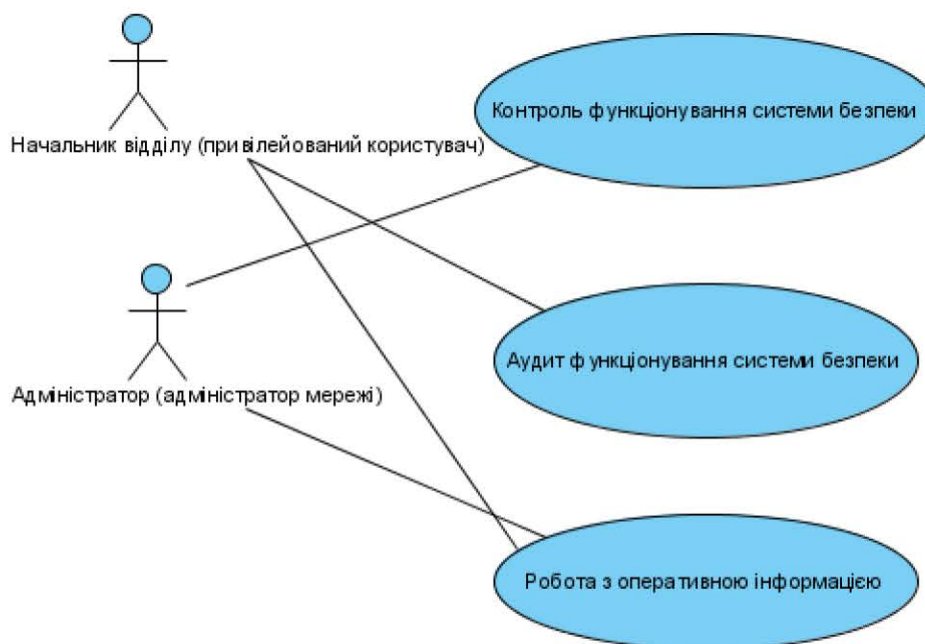 Контроль функціонування системи безпеки
Начальник відділу (привілейований користувач)
Аудит функціонування системи безпеки
Адміністратор (адміністратор мережі)
Робота з оперативною інформацією